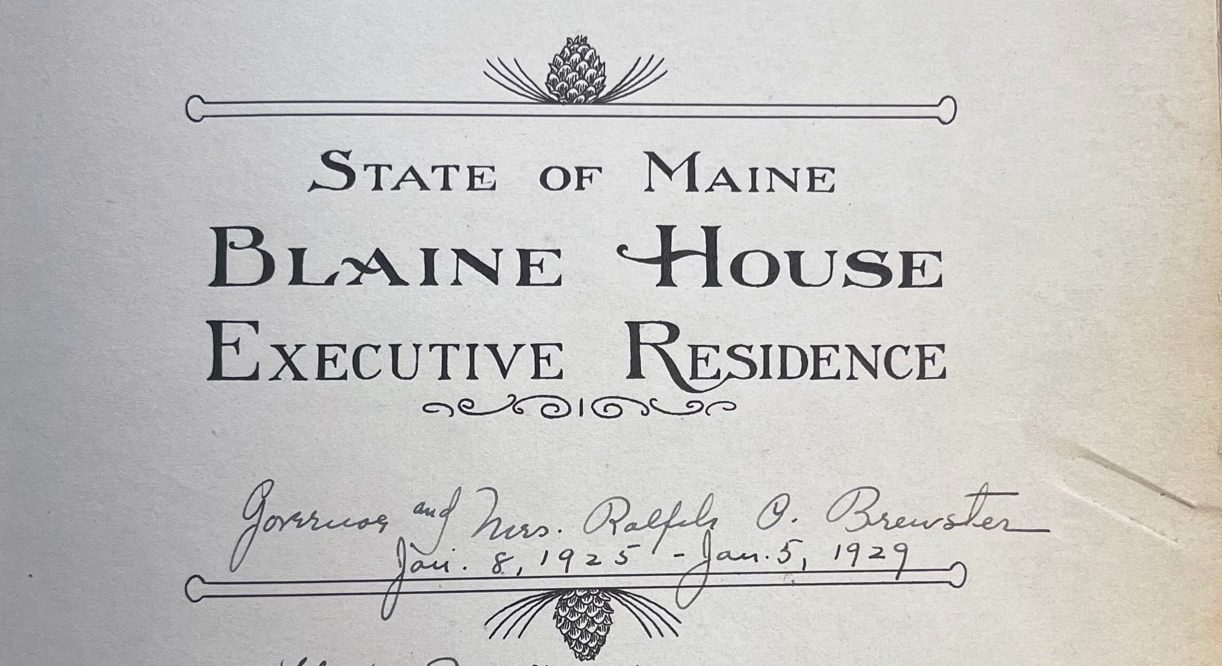 STATE OF MAINE
BLAINE HOUSE
EXECUTIVE RESIDENCE
Governor and Mrs. Ralph O. Brewster
Jan. 8, 1925 - Jan. 5, 1929